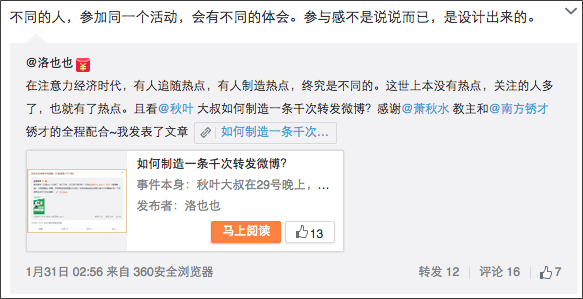 不同的人，参加同一个活动，会有不同的体会。参与感不是说说而已，是设计出来的。
@洛也也
在注意力经济时代，有人追随热点，有人制造热点，终究是不同的。这世上本没有热点，关注的人多
了，也就有了热点。且看@秋叶 大叔如何制造一条千次转发微博？感谢@萧秋水 教主和@南方锈才
锈才的全程配合~我发表了文章 如何制造一条千次…
如何制造一条千次转发微博？
事件本身：秋叶大叔在29号晚上，…
发布者：洛也也
马上阅读 13
1月31日 02:56 来自 360安全浏览器 转发 12 | 评论 16 | 7